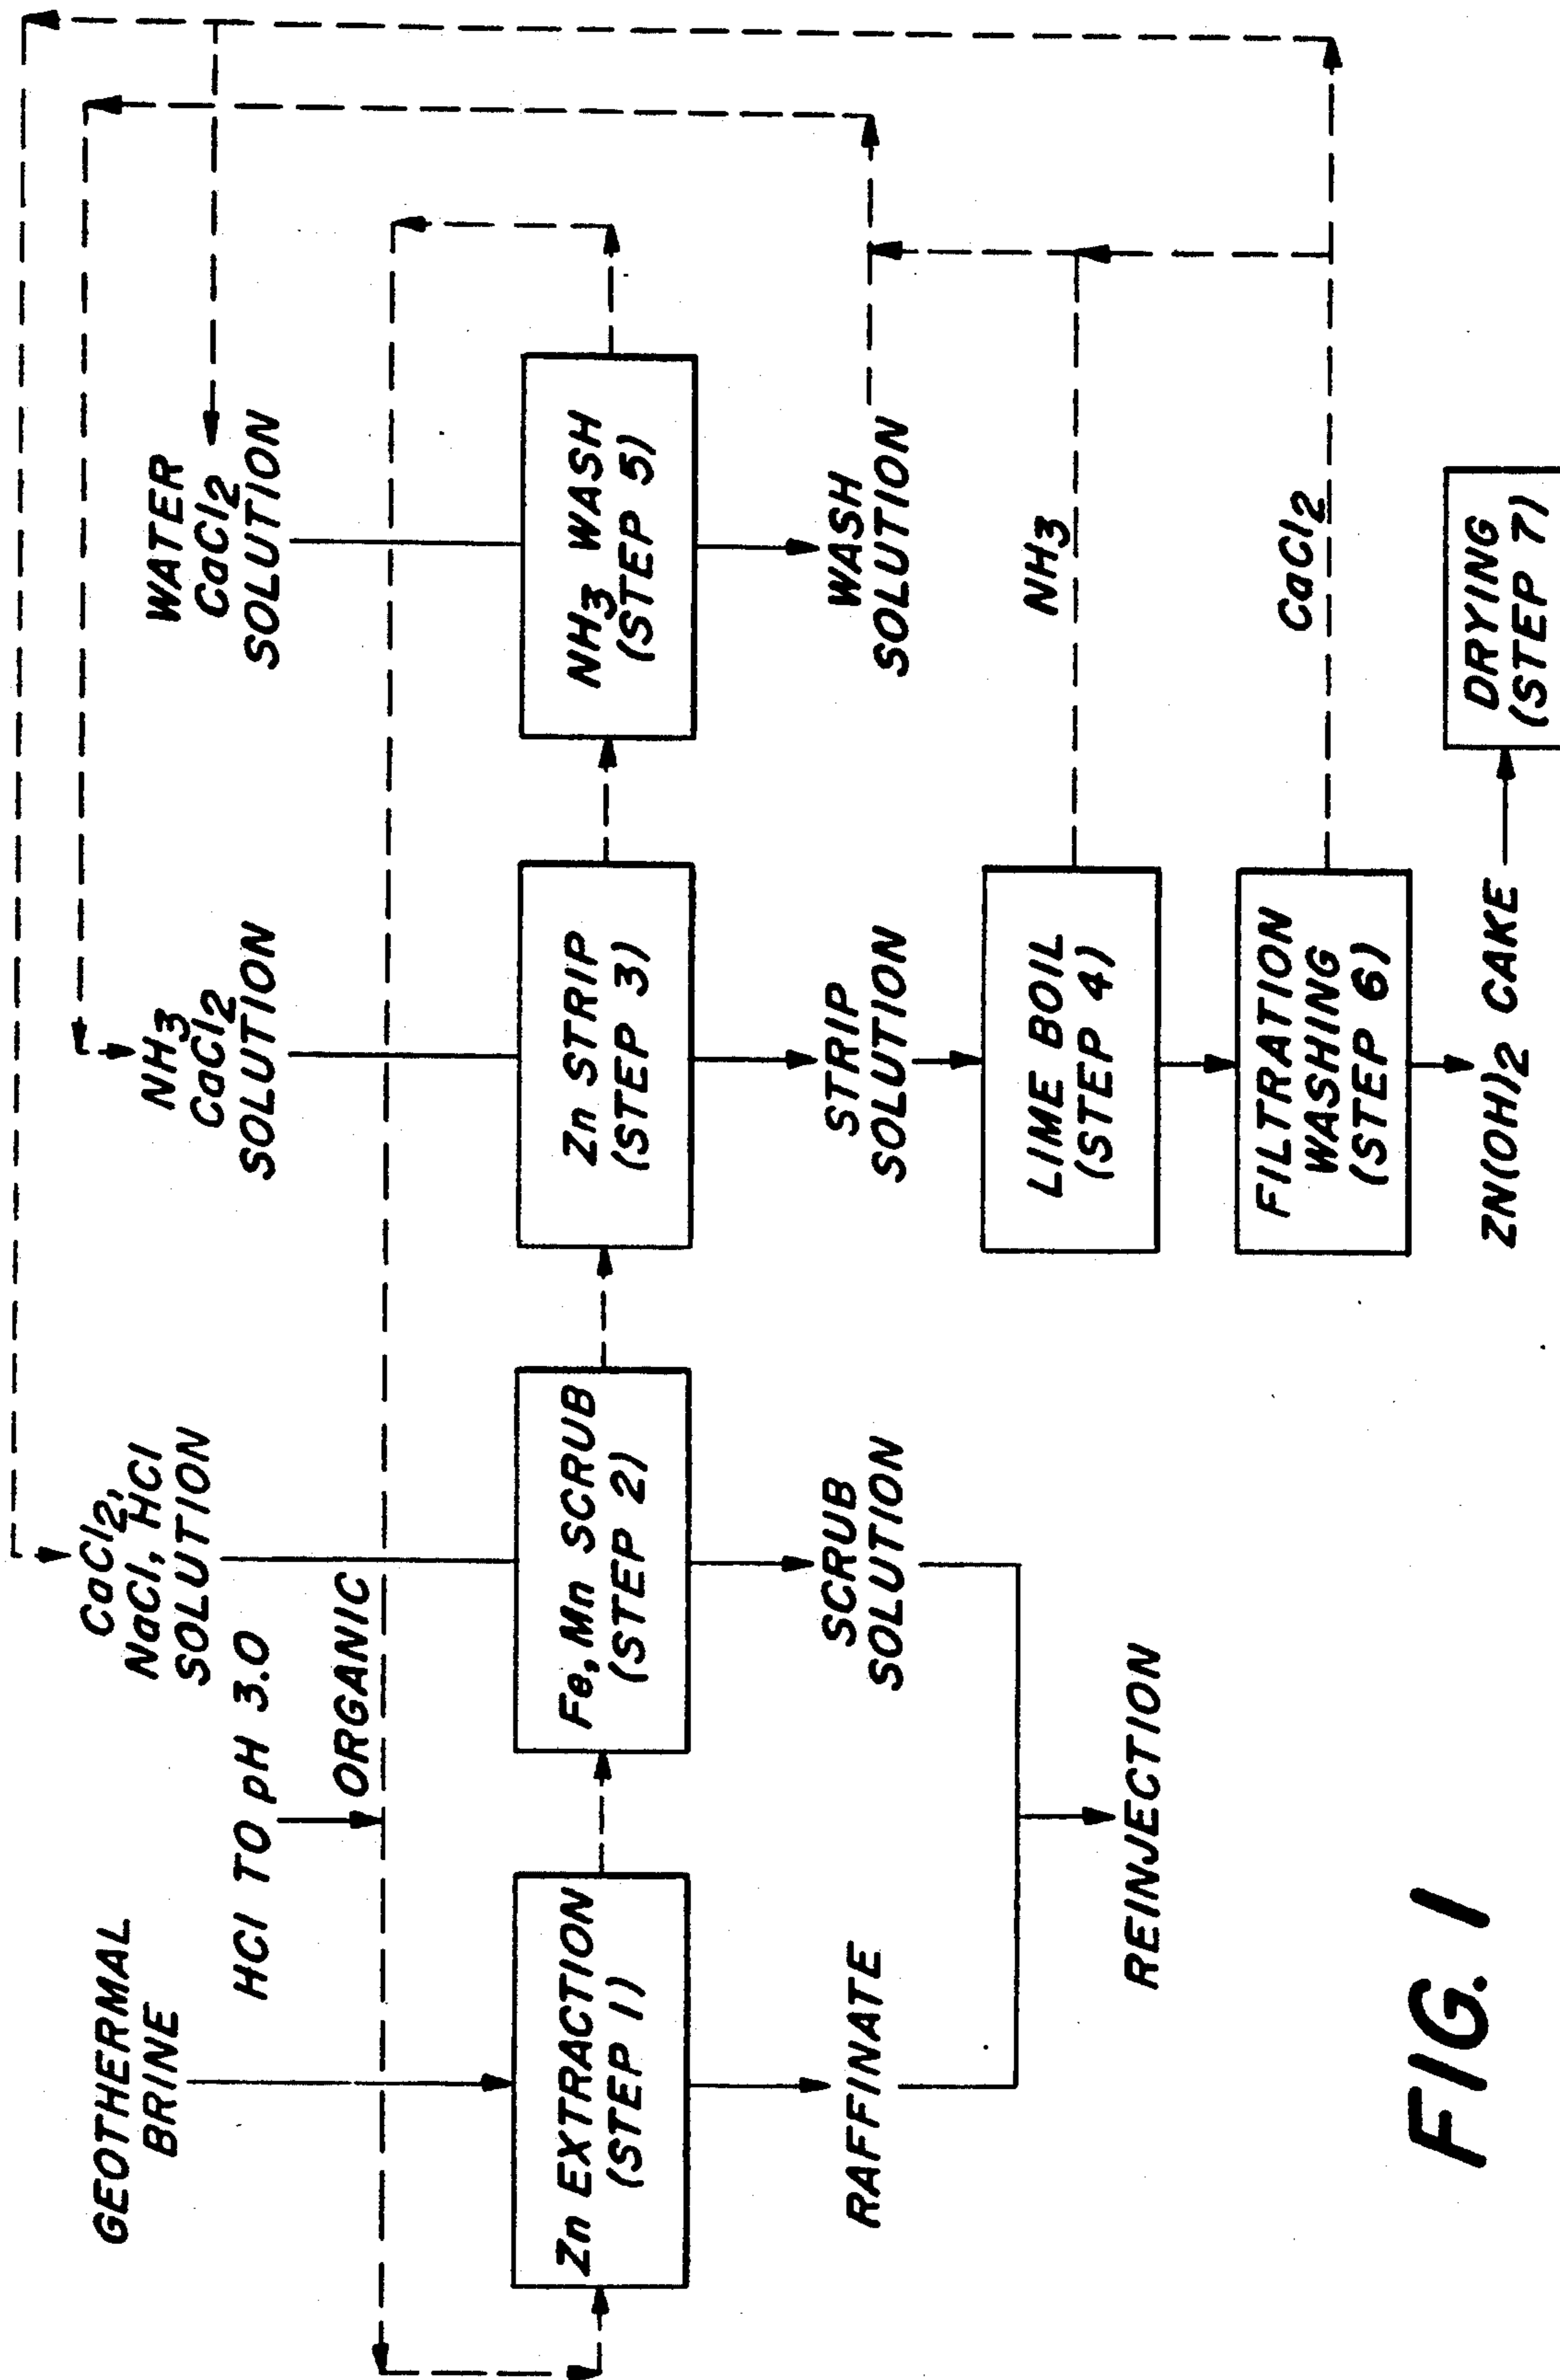 GEOTHERMAL
BRINE
HCl TO pH 3.0
ORGANIC
CaCl2,
NaCl, HCl
SOLUTION
NH3
CaCl2
SOLUTION
WATER
CaCl2
SOLUTION
Zn EXTRACTION
(STEP 1)
Fe, Mn SCRUB
(STEP 2)
Zn STRIP
(STEP 3)
NH3 WASH
(STEP 5)
RAFFINATE
SCRUB
SOLUTION
STRIP
SOLUTION
WASH
SOLUTION
REINJECTION
LIME BOIL
(STEP 4)
NH3
FILTRATION
WASHING
(STEP 6)
CaCl2
ZN(OH)2 CAKE
DRYING
(STEP 7)
FIG. 1